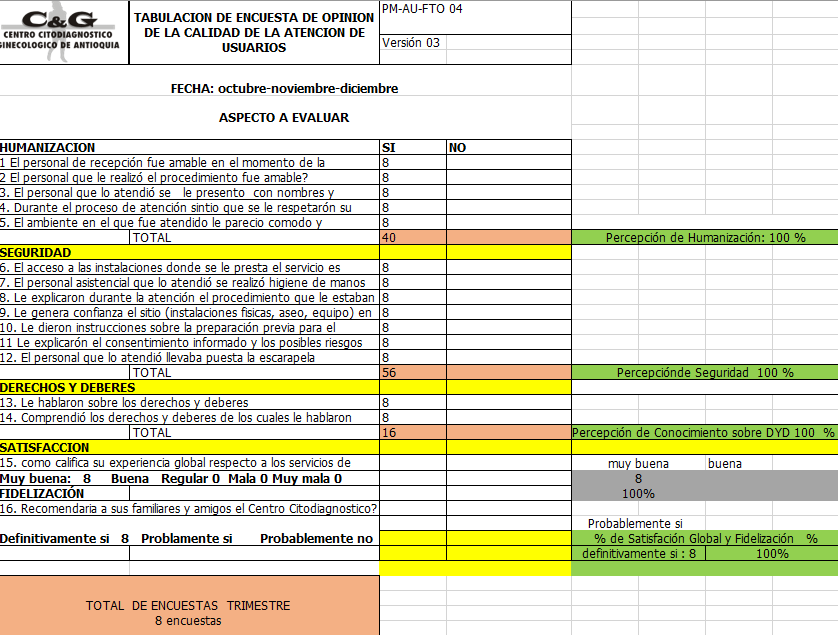 C&G
CENTRO CITODIAGNOSTICO
GINECOLOGICO DE ANTIOQUIA
TABULACION DE ENCUESTA DE OPINION
DE LA CALIDAD DE LA ATENCION DE
USUARIOS
PM-AU-FTO 04
Versión 03
FECHA: octubre-noviembre-diciembre
ASPECTO A EVALUAR
HUMANIZACION SI NO
1 El personal de recepción fue amable en el momento de la 8
2 El personal que le realizó el procedimiento fue amable? 8
3. El personal que lo atendió se le presento con nombres y 8
4. Durante el proceso de atención sintio que se le respetarón su 8
5. El ambiente en el que fue atendido le parecio comodo y 8
TOTAL 40 Percepción de Humanización: 100 %
SEGURIDAD
6. El acceso a las instalaciones donde se le presta el servicio es 8
7. El personal asistencial que lo atendió se realizó higiene de manos 8
8. Le explicaron durante la atención el procedimiento que le estaban 8
9. Le genera confianza el sitio (instalaciones fisicas, aseo, equipo) en 8
10. Le dieron instrucciones sobre la preparación previa para el 8
11 Le explicarón el consentimiento informado y los posibles riesgos 8
12. El personal que lo atendió llevaba puesta la escarapela 8
TOTAL 56 Percepciónde Seguridad 100 %
DERECHOS Y DEBERES
13. Le hablaron sobre los derechos y deberes 8
14. Comprendió los derechos y deberes de los cuales le hablaron 8
TOTAL 16 Percepción de Conocimiento sobre DYD 100 %
SATISFACCION
15. como califica su experiencia global respecto a los servicios de muy buena buena
Muy buena: 8 Buena Regular 0 Mala 0 Muy mala 0 8
FIDELIZACIÓN 100%
16. Recomendaria a sus familiares y amigos el Centro Citodiagnostico?
Probablemente si
Definitivamente si 8 Problamente si Probablemente no % de Satisfación Global y Fidelización %
definitivamente si : 8 100%
TOTAL DE ENCUESTAS TRIMESTRE
8 encuestas